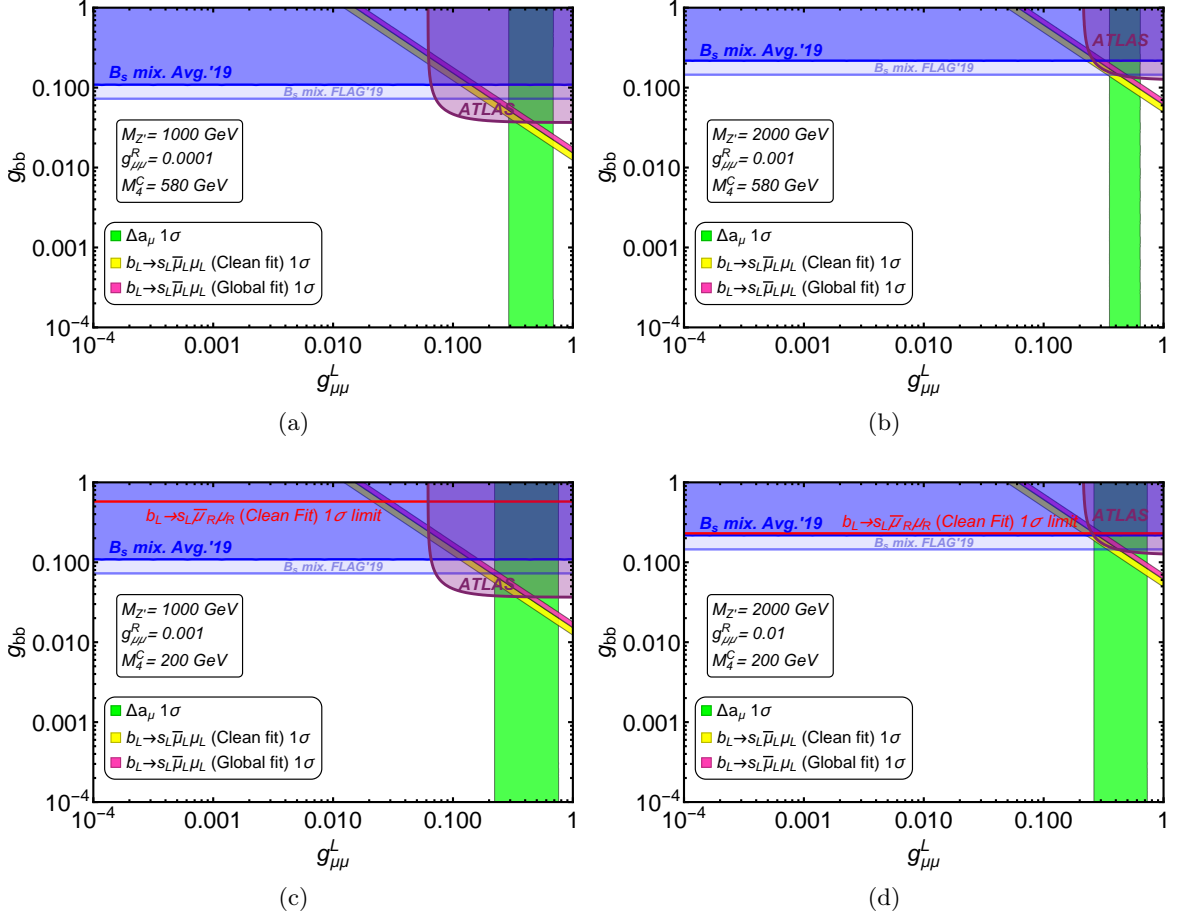 1
0.100
0.010
0.001
10⁻⁴
g_bb
B_s mix. Avg.'19
B_s mix. FLAG'19
ATLAS
M_Z'= 1000 GeV
g^R_μμ= 0.0001
M^C_4= 580 GeV
Δa_μ 1σ
b_L→s_L μ̅_L μ_L (Clean fit) 1σ
b_L→s_L μ̅_L μ_L (Global fit) 1σ
10⁻⁴ 0.001 0.010 0.100 1
g^L_μμ
(a)
1
0.100
0.010
0.001
10⁻⁴
g_bb
ATLAS
B_s mix. Avg.'19
B_s mix. FLAG'19
M_Z'= 2000 GeV
g^R_μμ= 0.001
M^C_4= 580 GeV
Δa_μ 1σ
b_L→s_L μ̅_L μ_L (Clean fit) 1σ
b_L→s_L μ̅_L μ_L (Global fit) 1σ
10⁻⁴ 0.001 0.010 0.100 1
g^L_μμ
(b)
1
0.100
0.010
0.001
10⁻⁴
g_bb
b_L→s_L μ̅_R μ_R (Clean Fit) 1σ limit
B_s mix. Avg.'19
B_s mix. FLAG'19
ATLAS
M_Z'= 1000 GeV
g^R_μμ= 0.001
M^C_4= 200 GeV
Δa_μ 1σ
b_L→s_L μ̅_L μ_L (Clean fit) 1σ
b_L→s_L μ̅_L μ_L (Global fit) 1σ
10⁻⁴ 0.001 0.010 0.100 1
g^L_μμ
(c)
1
0.100
0.010
0.001
10⁻⁴
g_bb
ATLAS
B_s mix. Avg.'19
b_L→s_L μ̅_R μ_R (Clean Fit) 1σ limit
B_s mix. FLAG'19
M_Z'= 2000 GeV
g^R_μμ= 0.01
M^C_4= 200 GeV
Δa_μ 1σ
b_L→s_L μ̅_L μ_L (Clean fit) 1σ
b_L→s_L μ̅_L μ_L (Global fit) 1σ
10⁻⁴ 0.001 0.010 0.100 1
g^L_μμ
(d)